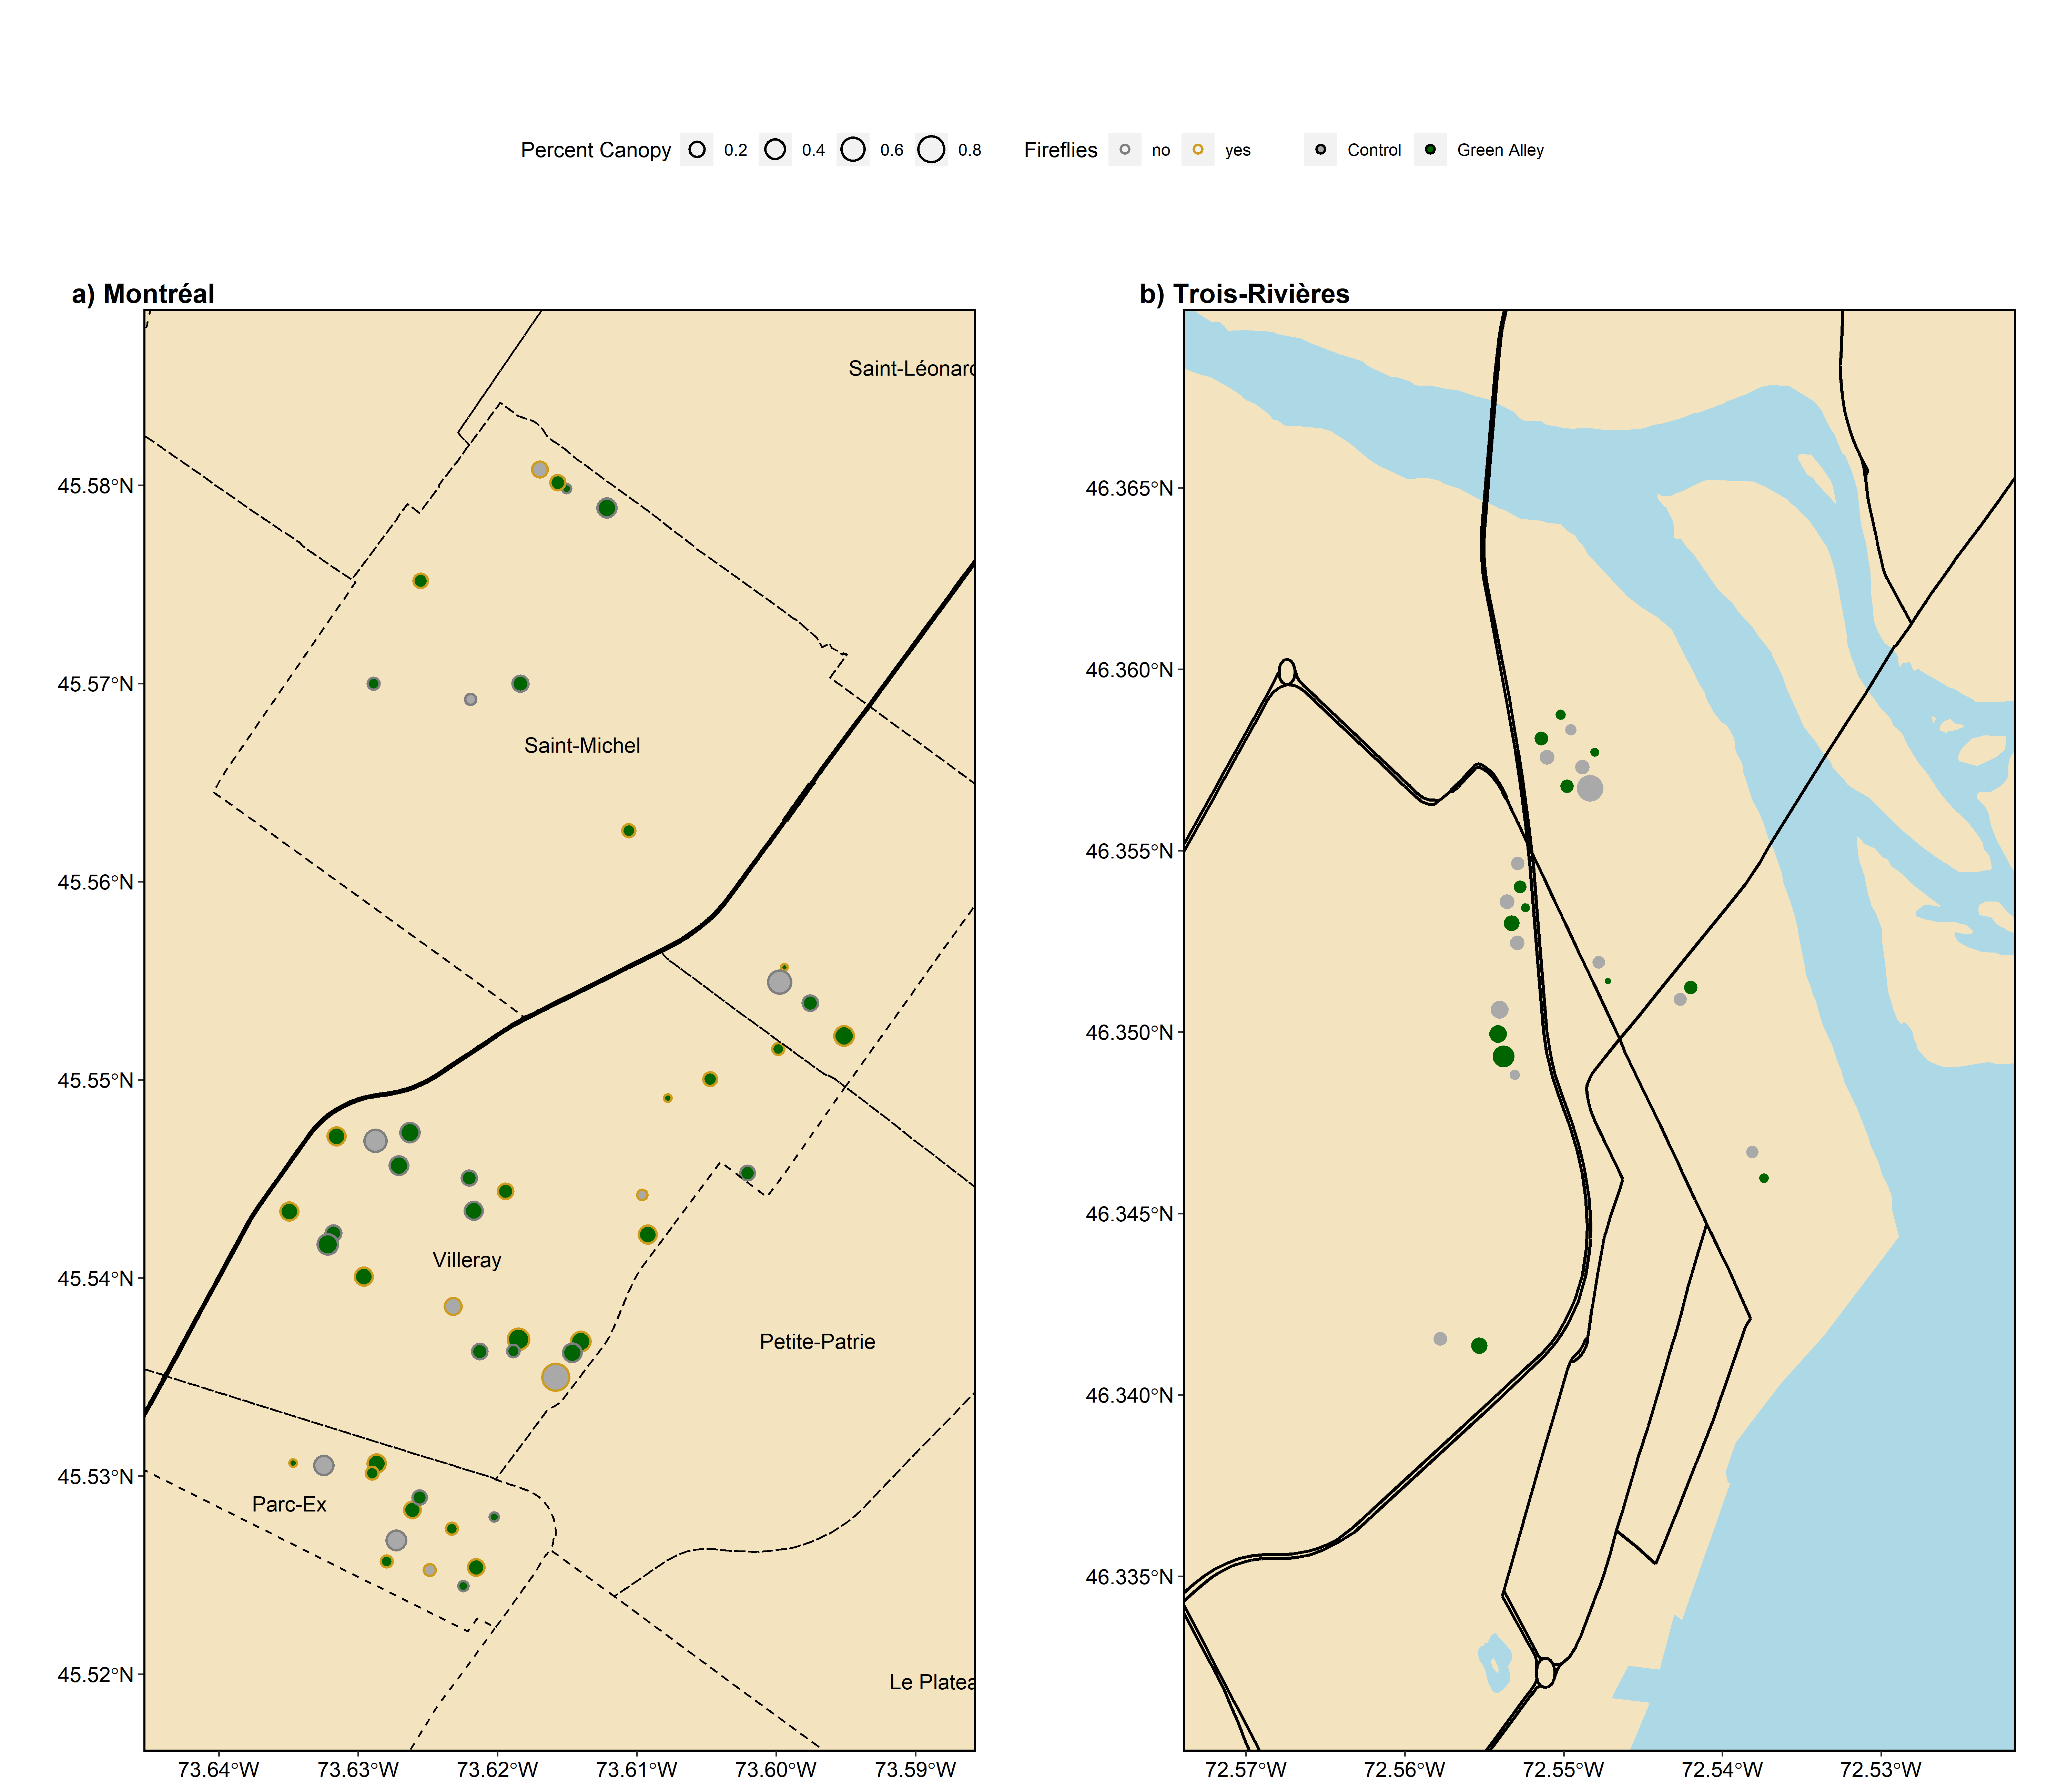 Percent Canopy 0.2 0.4 0.6 0.8 Fireflies no yes Control Green Alley
a) Montréal
Saint-Léonard
45.58°N
45.57°N
Saint-Michel
45.56°N
45.55°N
Villeray
45.54°N
Petite-Patrie
45.53°N
Parc-Ex
45.52°N
Le Platea
73.64°W 73.63°W 73.62°W 73.61°W 73.60°W 73.59°W
b) Trois-Rivières
46.365°N
46.360°N
46.355°N
46.350°N
46.345°N
46.340°N
46.335°N
72.57°W 72.56°W 72.55°W 72.54°W 72.53°W